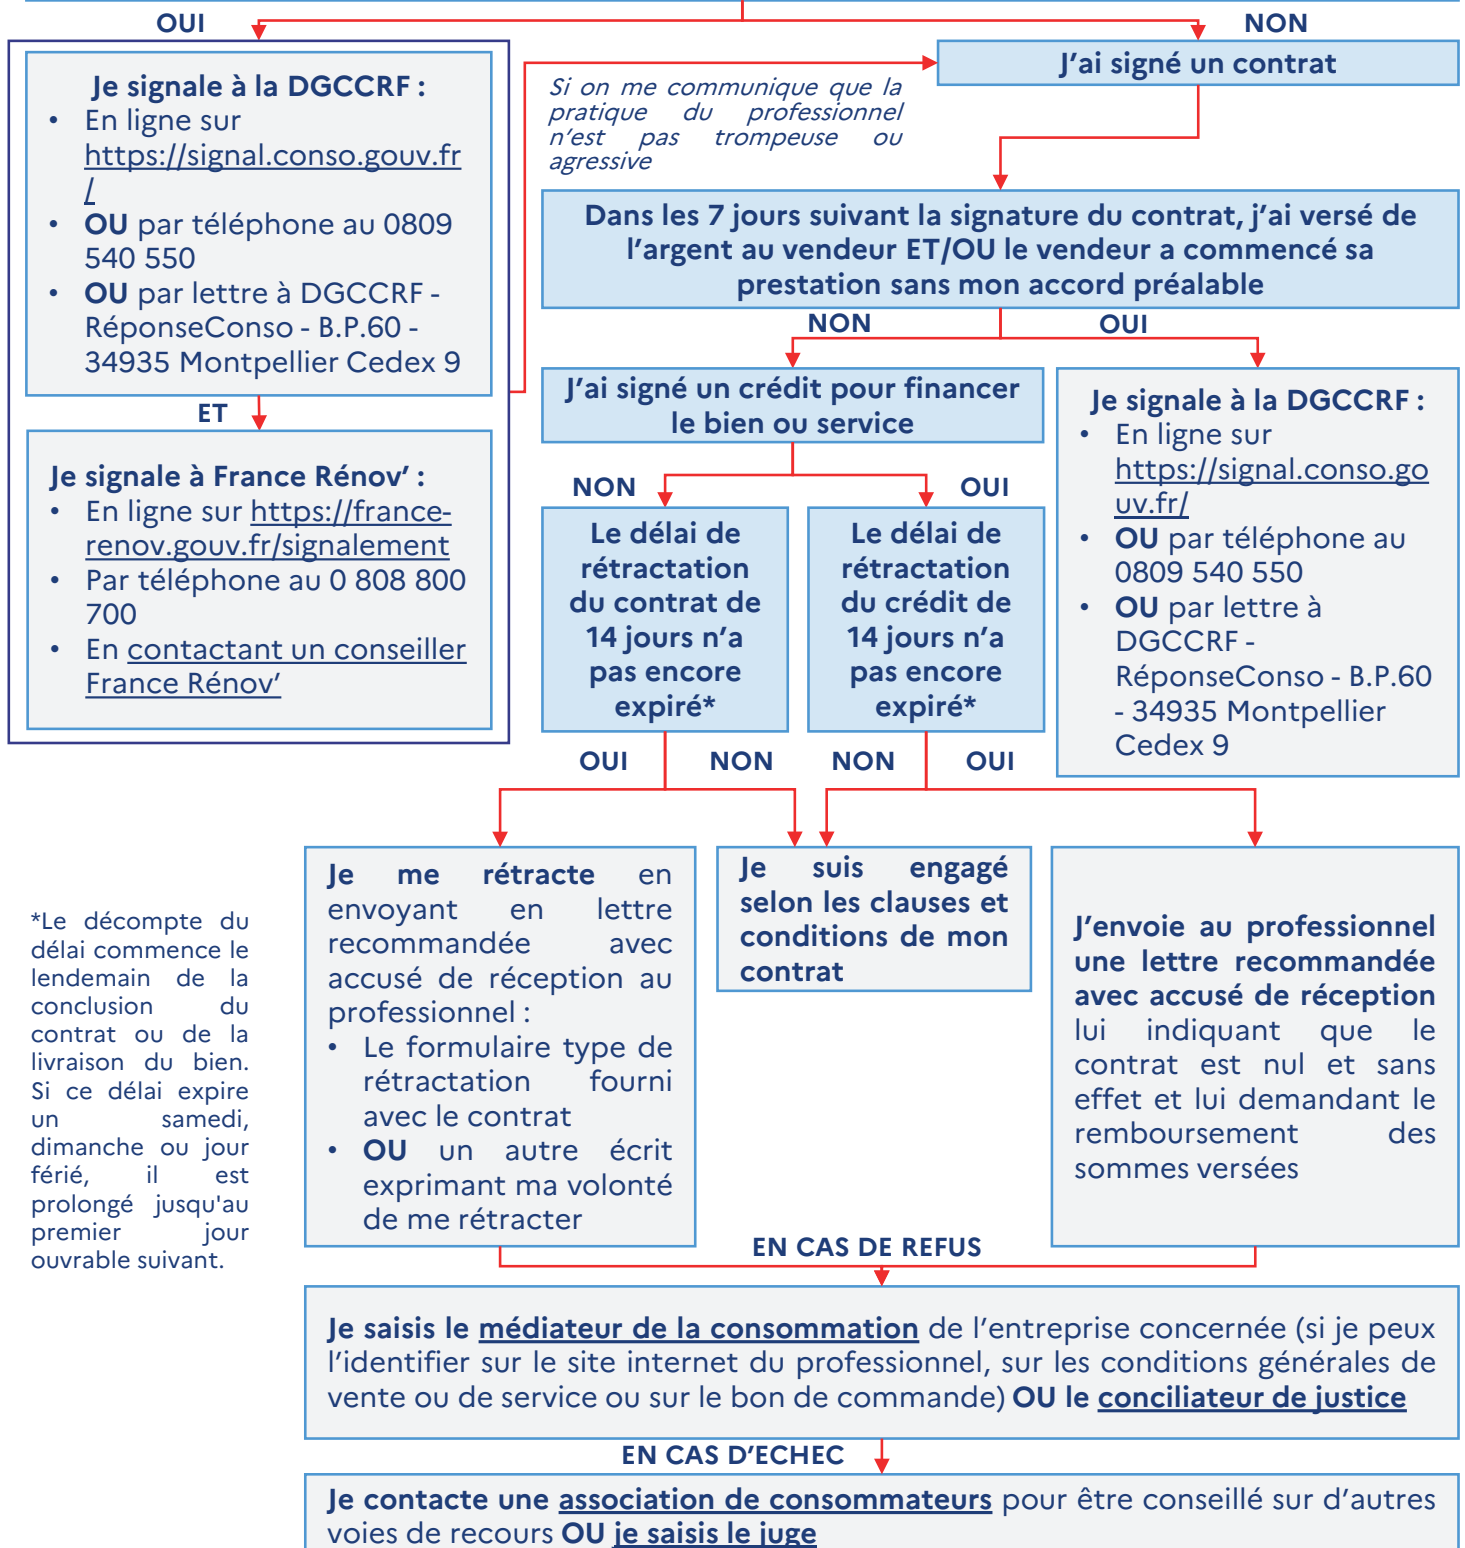 OUI
NON
Je signale à la DGCCRF :
• En ligne sur
https://signal.conso.gouv.fr
/
• OU par téléphone au 0809
540 550
• OU par lettre à DGCCRF -
RéponseConso - B.P.60 -
34935 Montpellier Cedex 9
ET
Je signale à France Rénov’ :
• En ligne sur https://france-
renov.gouv.fr/signalement
• Par téléphone au 0 808 800
700
• En contactant un conseiller
France Rénov’
Si on me communique que la
pratique du professionnel
n’est pas trompeuse ou
agressive
J’ai signé un contrat
Dans les 7 jours suivant la signature du contrat, j’ai versé de
l’argent au vendeur ET/OU le vendeur a commencé sa
prestation sans mon accord préalable
NON
OUI
J’ai signé un crédit pour financer
le bien ou service
Je signale à la DGCCRF :
• En ligne sur
https://signal.conso.go
uv.fr/
• OU par téléphone au
0809 540 550
• OU par lettre à
DGCCRF -
RéponseConso - B.P.60
- 34935 Montpellier
Cedex 9
NON
OUI
Le délai de
rétractation
du contrat de
14 jours n’a
pas encore
expiré*
Le délai de
rétractation
du crédit de
14 jours n’a
pas encore
expiré*
OUI
NON
NON
OUI
*Le décompte du
délai commence le
lendemain de la
conclusion du
contrat ou de la
livraison du bien.
Si ce délai expire
un samedi,
dimanche ou jour
férié, il est
prolongé jusqu'au
premier jour
ouvrable suivant.
Je me rétracte en
envoyant en lettre
recommandée avec
accusé de réception au
professionnel :
• Le formulaire type de
rétractation fourni
avec le contrat
• OU un autre écrit
exprimant ma volonté
de me rétracter
Je suis engagé
selon les clauses et
conditions de mon
contrat
J’envoie au professionnel
une lettre recommandée
avec accusé de réception
lui indiquant que le
contrat est nul et sans
effet et lui demandant le
remboursement des
sommes versées
EN CAS DE REFUS
Je saisis le médiateur de la consommation de l’entreprise concernée (si je peux
l’identifier sur le site internet du professionnel, sur les conditions générales de
vente ou de service ou sur le bon de commande) OU le conciliateur de justice
EN CAS D’ECHEC
Je contacte une association de consommateurs pour être conseillé sur d’autres
voies de recours OU je saisis le juge